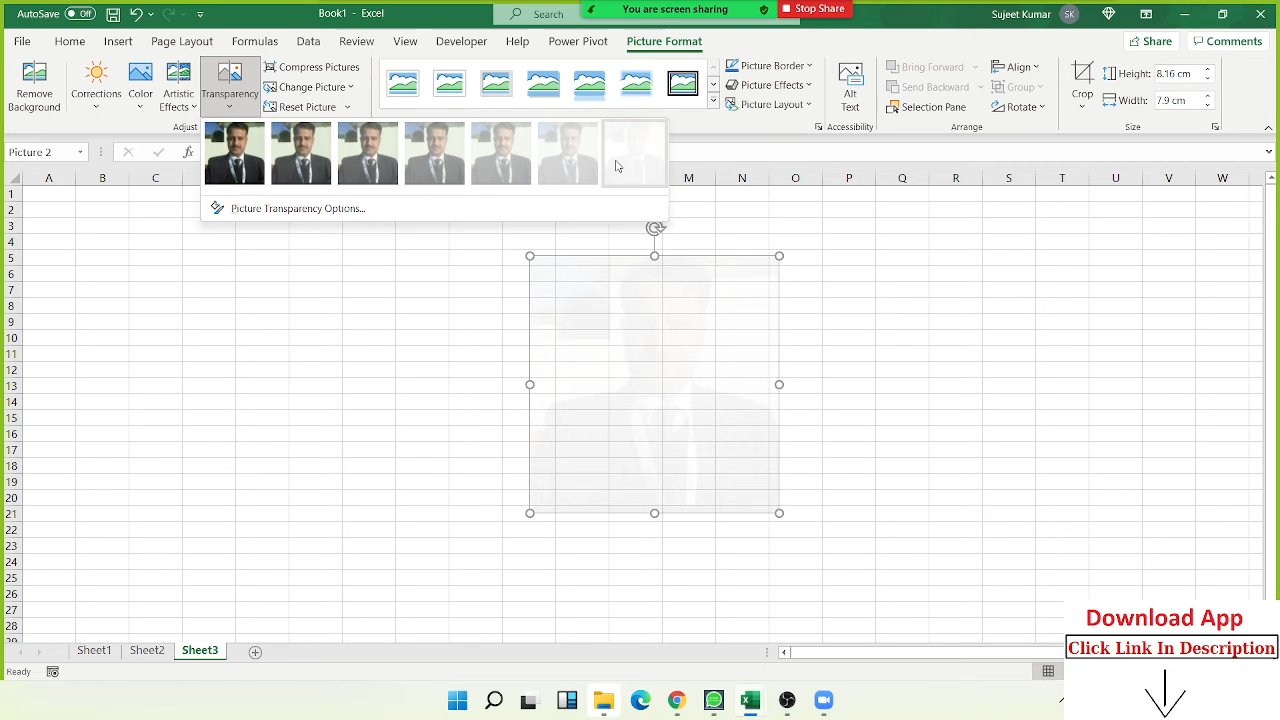 AutoSave Off Book1 - Excel Search You are screen sharing Stop Share Sujeet Kumar SK
File Home Insert Page Layout Formulas Data Review View Developer Help Power Pivot Picture Format Share Comments
Remove Background
Corrections
Color
Artistic Effects
Transparency
Compress Pictures
Change Picture
Reset Picture
Adjust
Picture Border
Picture Effects
Picture Layout
Alt Text
Accessibility
Bring Forward
Send Backward
Selection Pane
Align
Group
Rotate
Arrange
Crop
Height: 8.16 cm
Width: 7.9 cm
Size
Picture 2 fx
Picture Transparency Options...
A B C M N O P Q R S T U V W
1
2
3
4
5
6
7
8
9
10
11
12
13
14
15
16
17
18
19
20
21
22
23
24
25
26
27
28
29
Sheet1 Sheet2 Sheet3
Ready
Download App
Click Link In Description